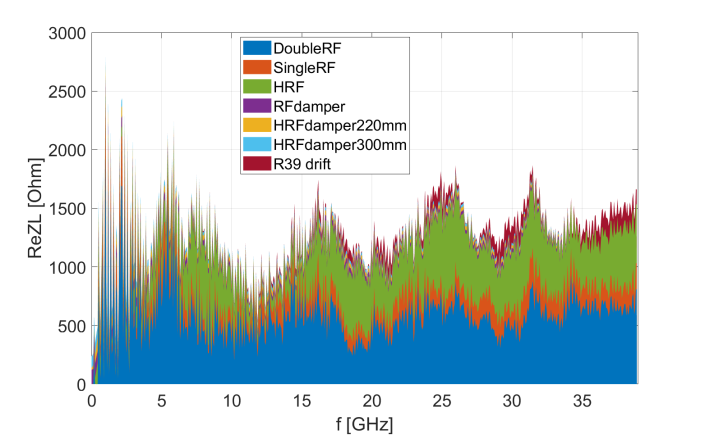 3000
2500
2000
1500
1000
500
0
ReZL [Ohm]
DoubleRF
SingleRF
HRF
RFdamper
HRFdamper220mm
HRFdamper300mm
R39 drift
0 5 10 15 20 25 30 35
f [GHz]